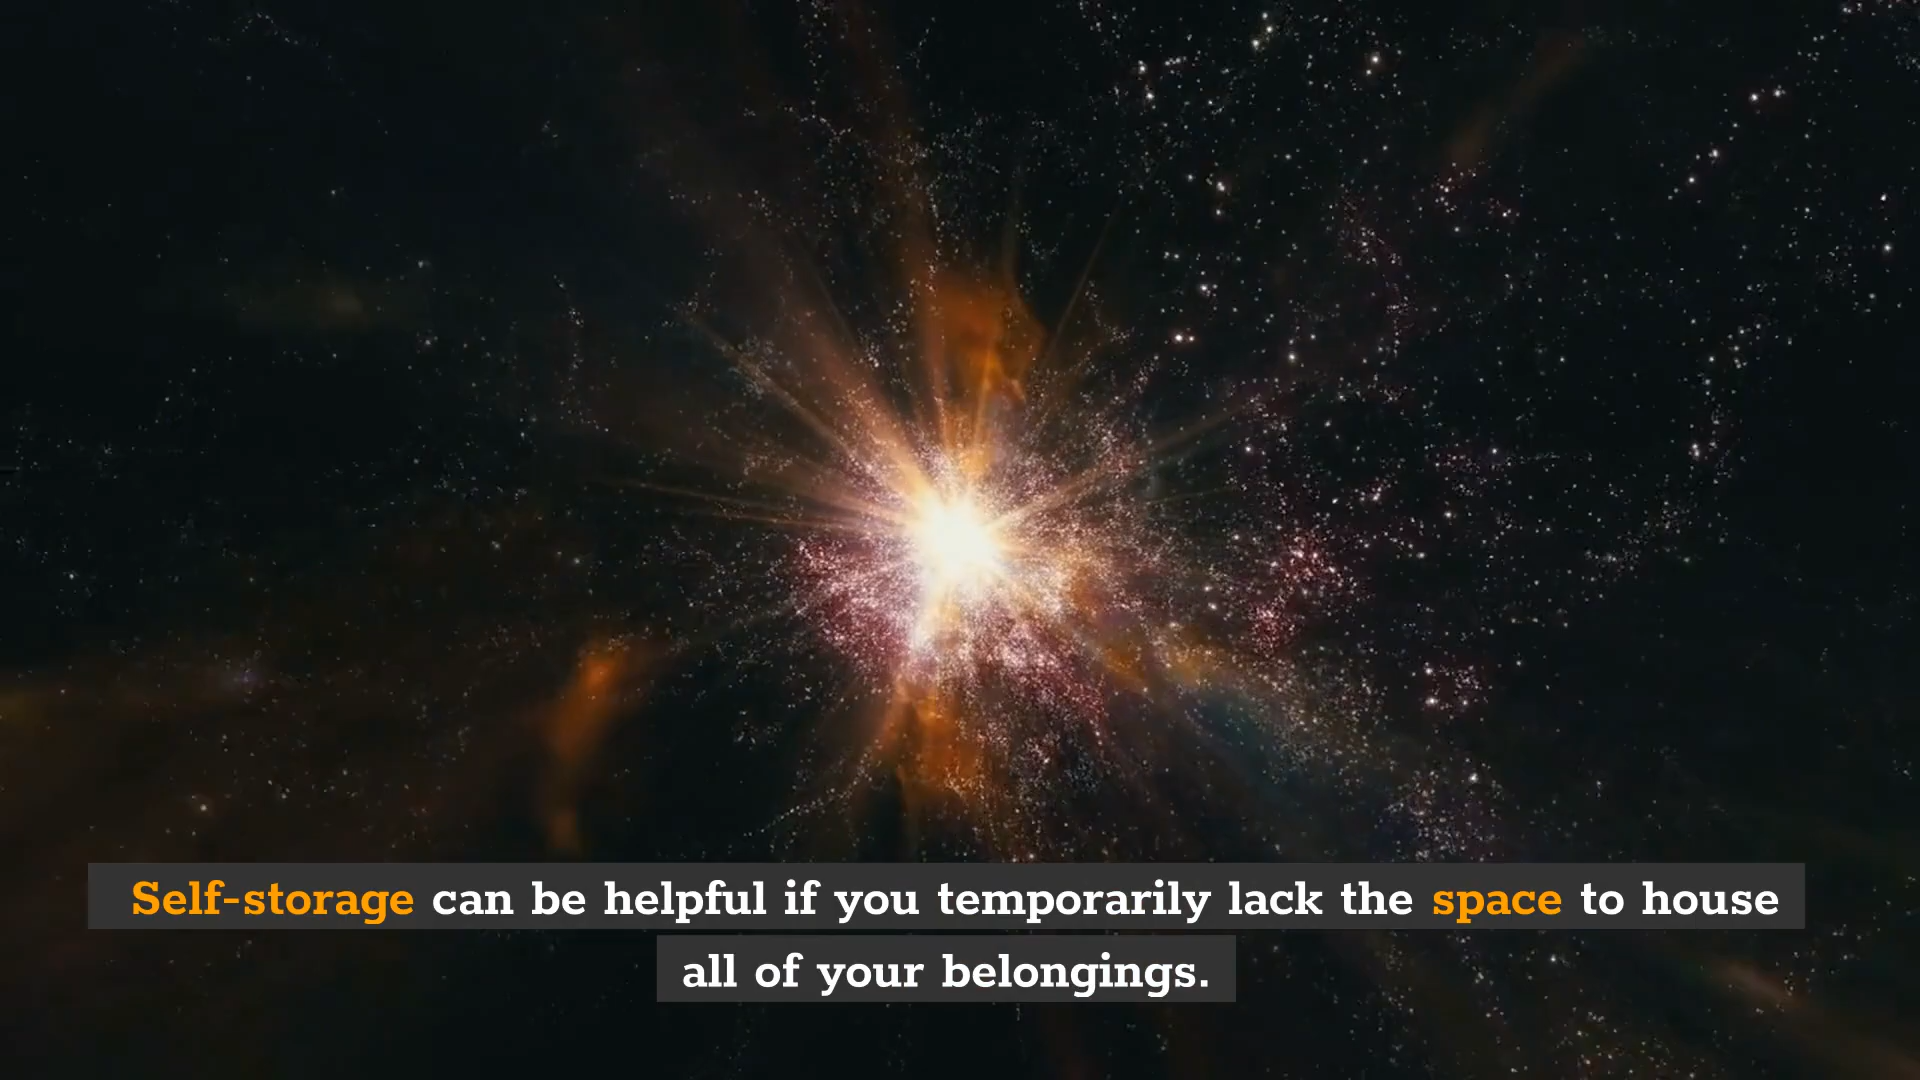 Self-storage can be helpful if you temporarily lack the space to house
all of your belongings.